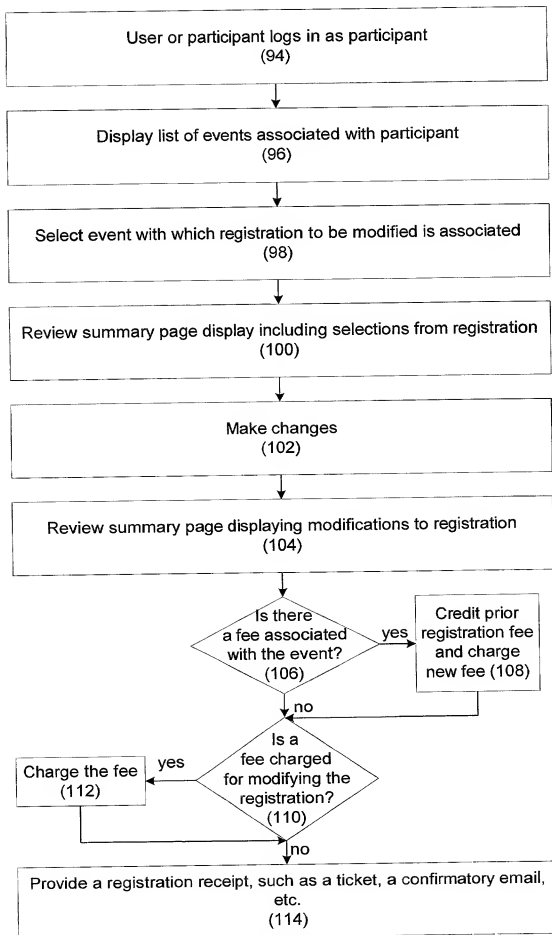 User or participant logs in as participant
(94)
Display list of events associated with participant
(96)
Select event with which registration to be modified is associated
(98)
Review summary page display including selections from registration
(100)
Make changes
(102)
Review summary page displaying modifications to registration
(104)
Is there
a fee associated
with the event?
(106)
yes
Credit prior
registration fee
and charge
new fee (108)
no
Is a
fee charged
for modifying the
registration?
(110)
yes
Charge the fee
(112)
no
Provide a registration receipt, such as a ticket, a confirmatory email,
etc.
(114)